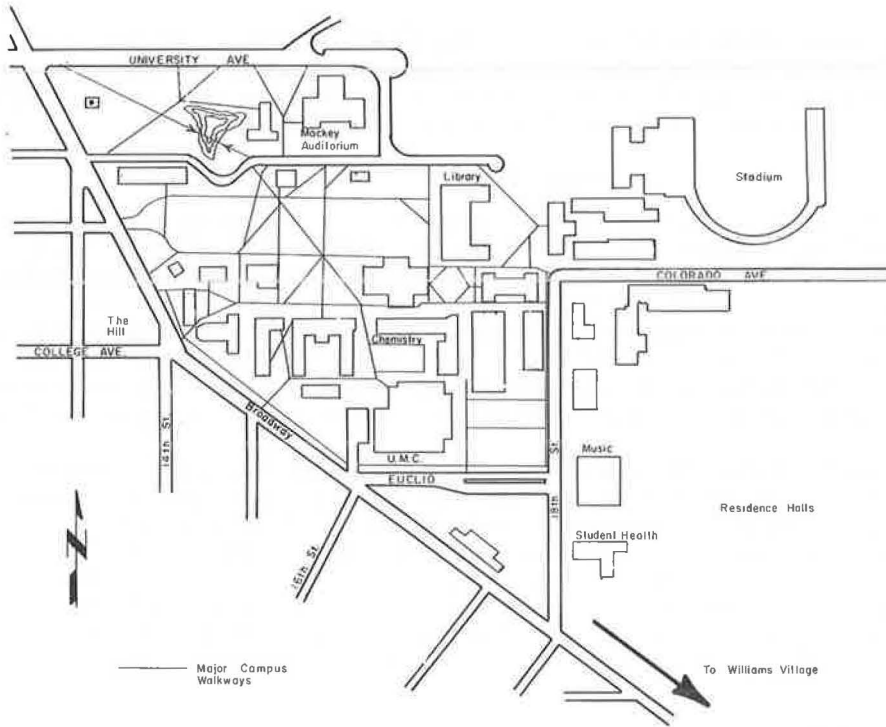 UNIVERSITY AVE
Mackey
Auditorium
Library
Stadium
COLORADO AVE.
The
Hill
COLLEGE AVE.
Chemistry
14th St.
Broadway
U.M.C.
EUCLID
18th St.
Music
Residence Halls
Student Health
16th St.
N
Major Campus
Walkways
To Williams Village